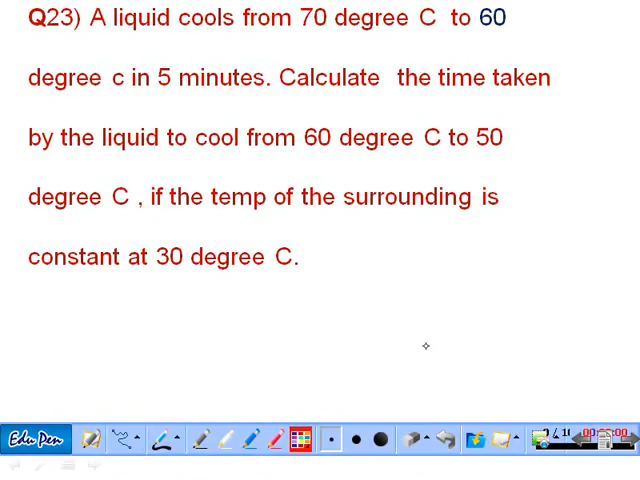 Q23) A liquid cools from 70 degree C to 60
degree c in 5 minutes. Calculate the time taken
by the liquid to cool from 60 degree C to 50
degree C , if the temp of the surrounding is
constant at 30 degree C.
Edu Pen